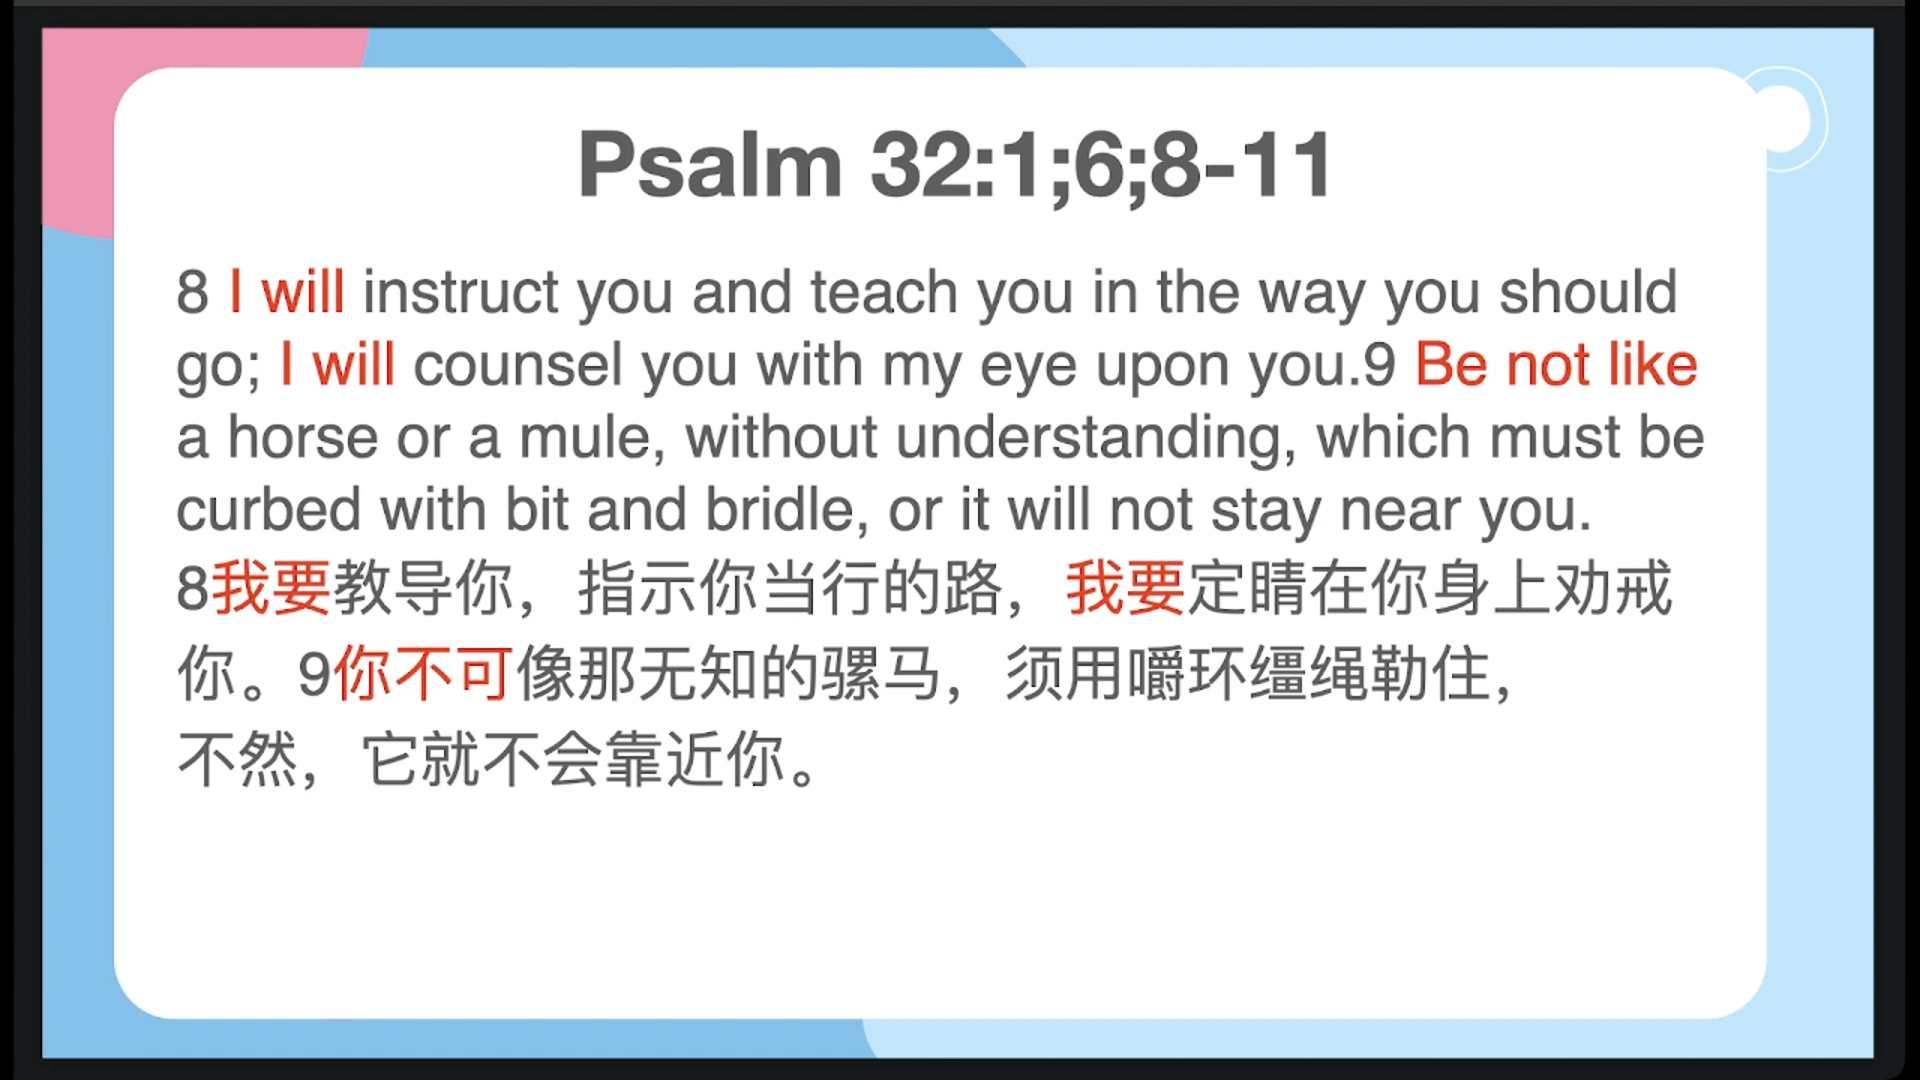 Psalm 32:1;6;8-11
8 I will instruct you and teach you in the way you should
go; I will counsel you with my eye upon you.9 Be not like
a horse or a mule, without understanding, which must be
curbed with bit and bridle, or it will not stay near you.
8我要教导你，指示你当行的路，我要定睛在你身上劝戒
你。9你不可像那无知的骡马，须用嚼环缰绳勒住，
不然，它就不会靠近你。